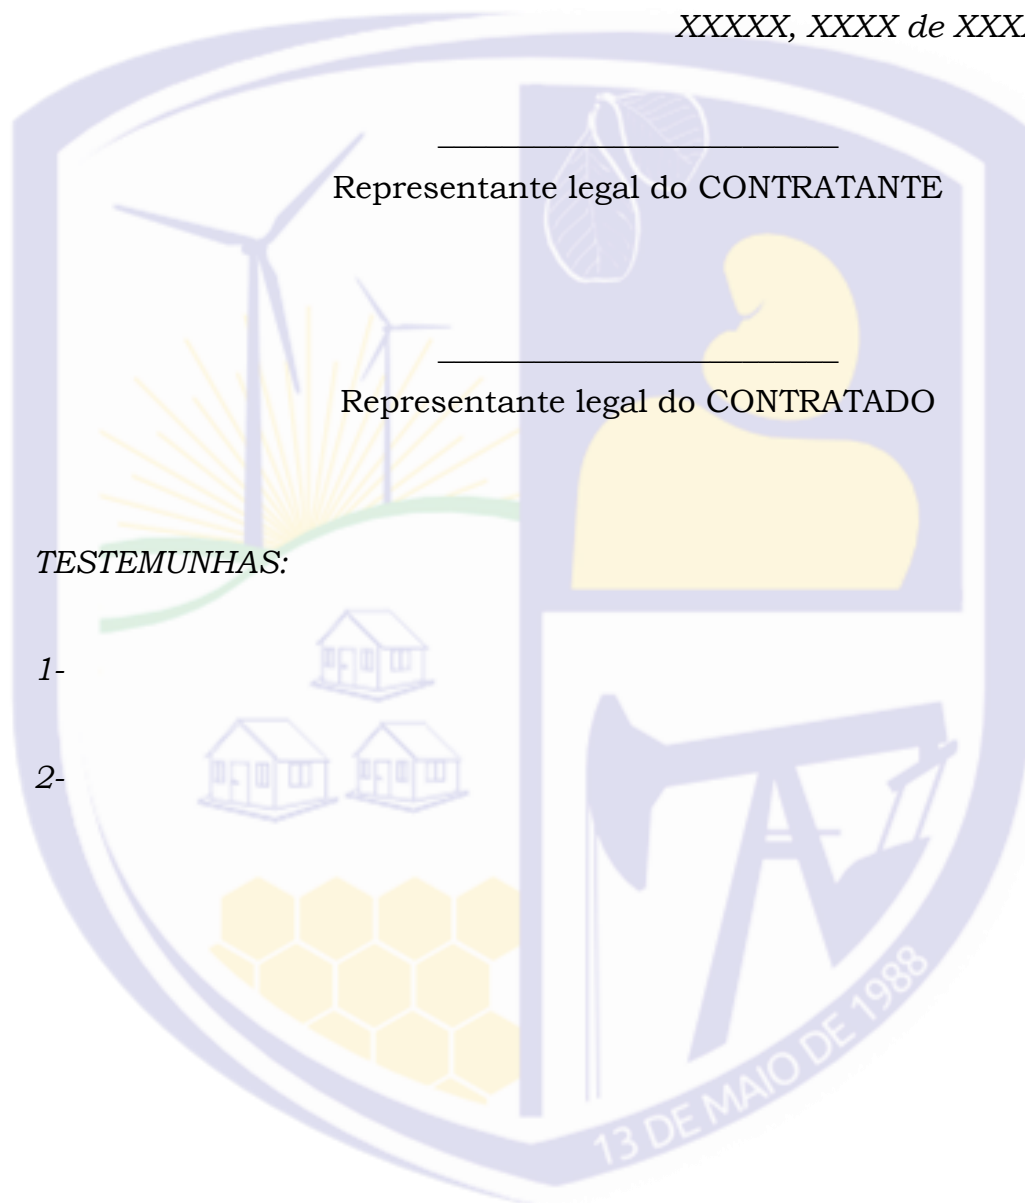 XXXXX, XXXX de XXX
Representante legal do CONTRATANTE
Representante legal do CONTRATADO
TESTEMUNHAS:
1-
2-
13 DE MAIO DE 1988